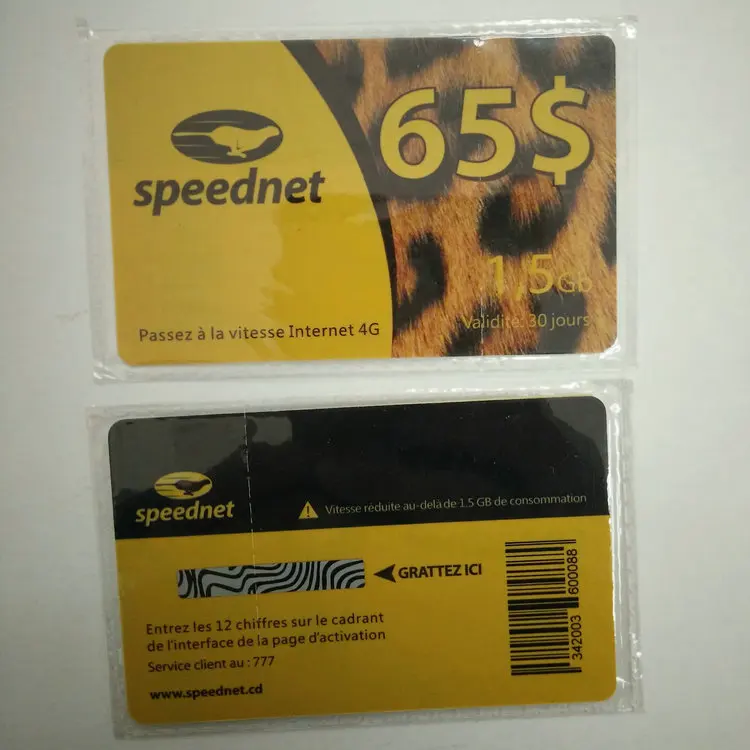 speednet
65$
1,5GB
Validité: 30 jours
Passez à la vitesse Internet 4G
speednet
Vitesse réduite au-delà de 1.5 GB de consommation
GRATTEZ ICI
Entrez les 12 chiffres sur le cadrant
de l'interface de la page d'activation
Service client au : 777
www.speednet.cd
342003 600088